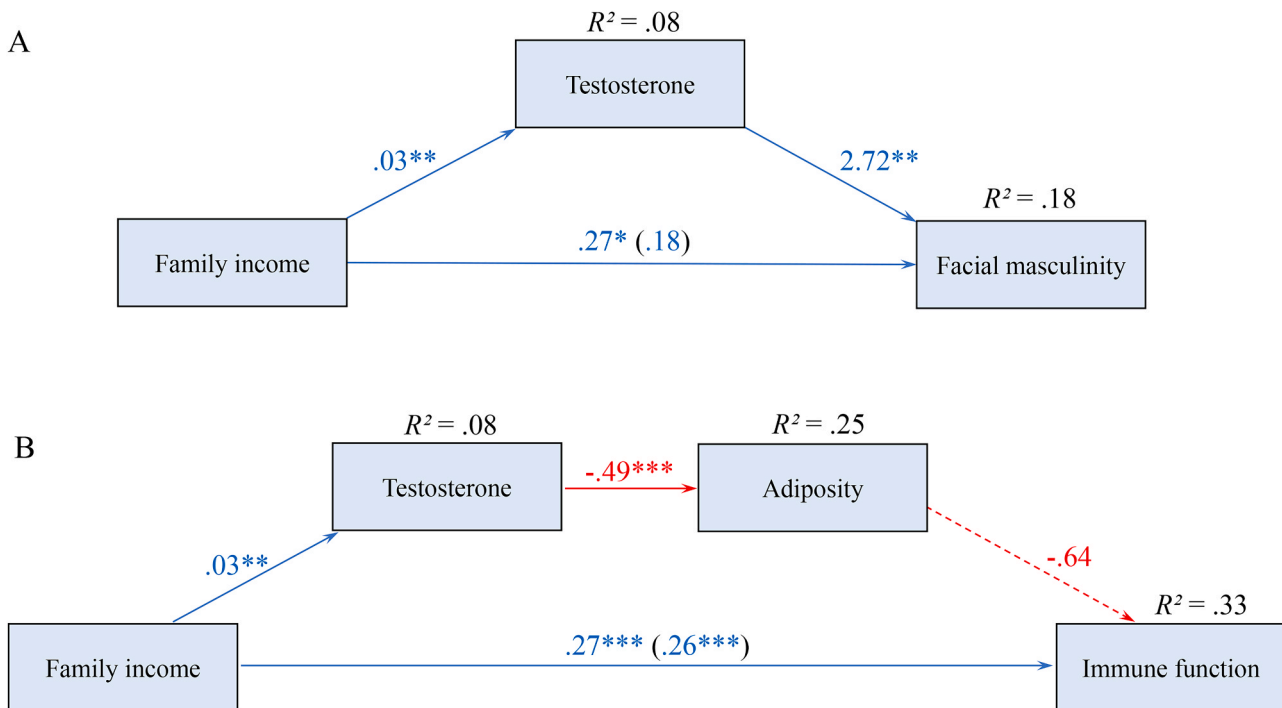 A
R² = .08
Testosterone
.03**
2.72**
R² = .18
Family income
.27* (.18)
Facial masculinity
B
R² = .08
R² = .25
Testosterone
-.49***
Adiposity
.03**
-.64
R² = .33
Family income
.27*** (.26***)
Immune function